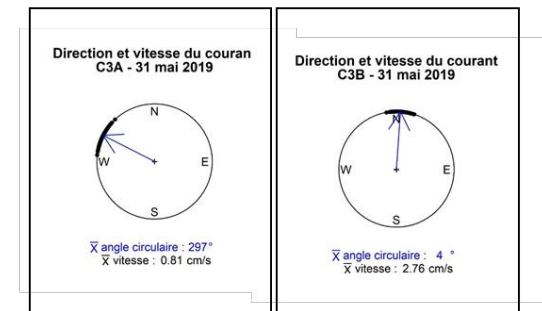 Direction et vitesse du couran
C3A - 31 mai 2019
N
W
E
S
X angle circulaire : 297°
X vitesse : 0.81 cm/s
Direction et vitesse du courant
C3B - 31 mai 2019
N
W
E
S
X angle circulaire : 4 °
X vitesse : 2.76 cm/s